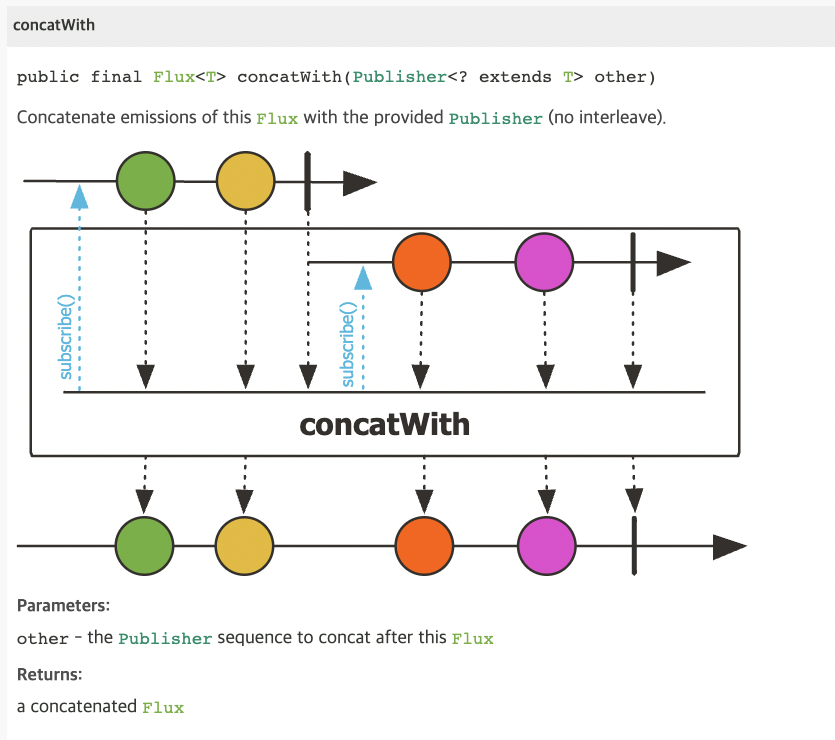 concatWith
public final Flux<T> concatWith(Publisher<? extends T> other)
Concatenate emissions of this Flux with the provided Publisher (no interleave).
subscribe()
subscribe()
concatWith
Parameters:
other - the Publisher sequence to concat after this Flux
Returns:
a concatenated Flux